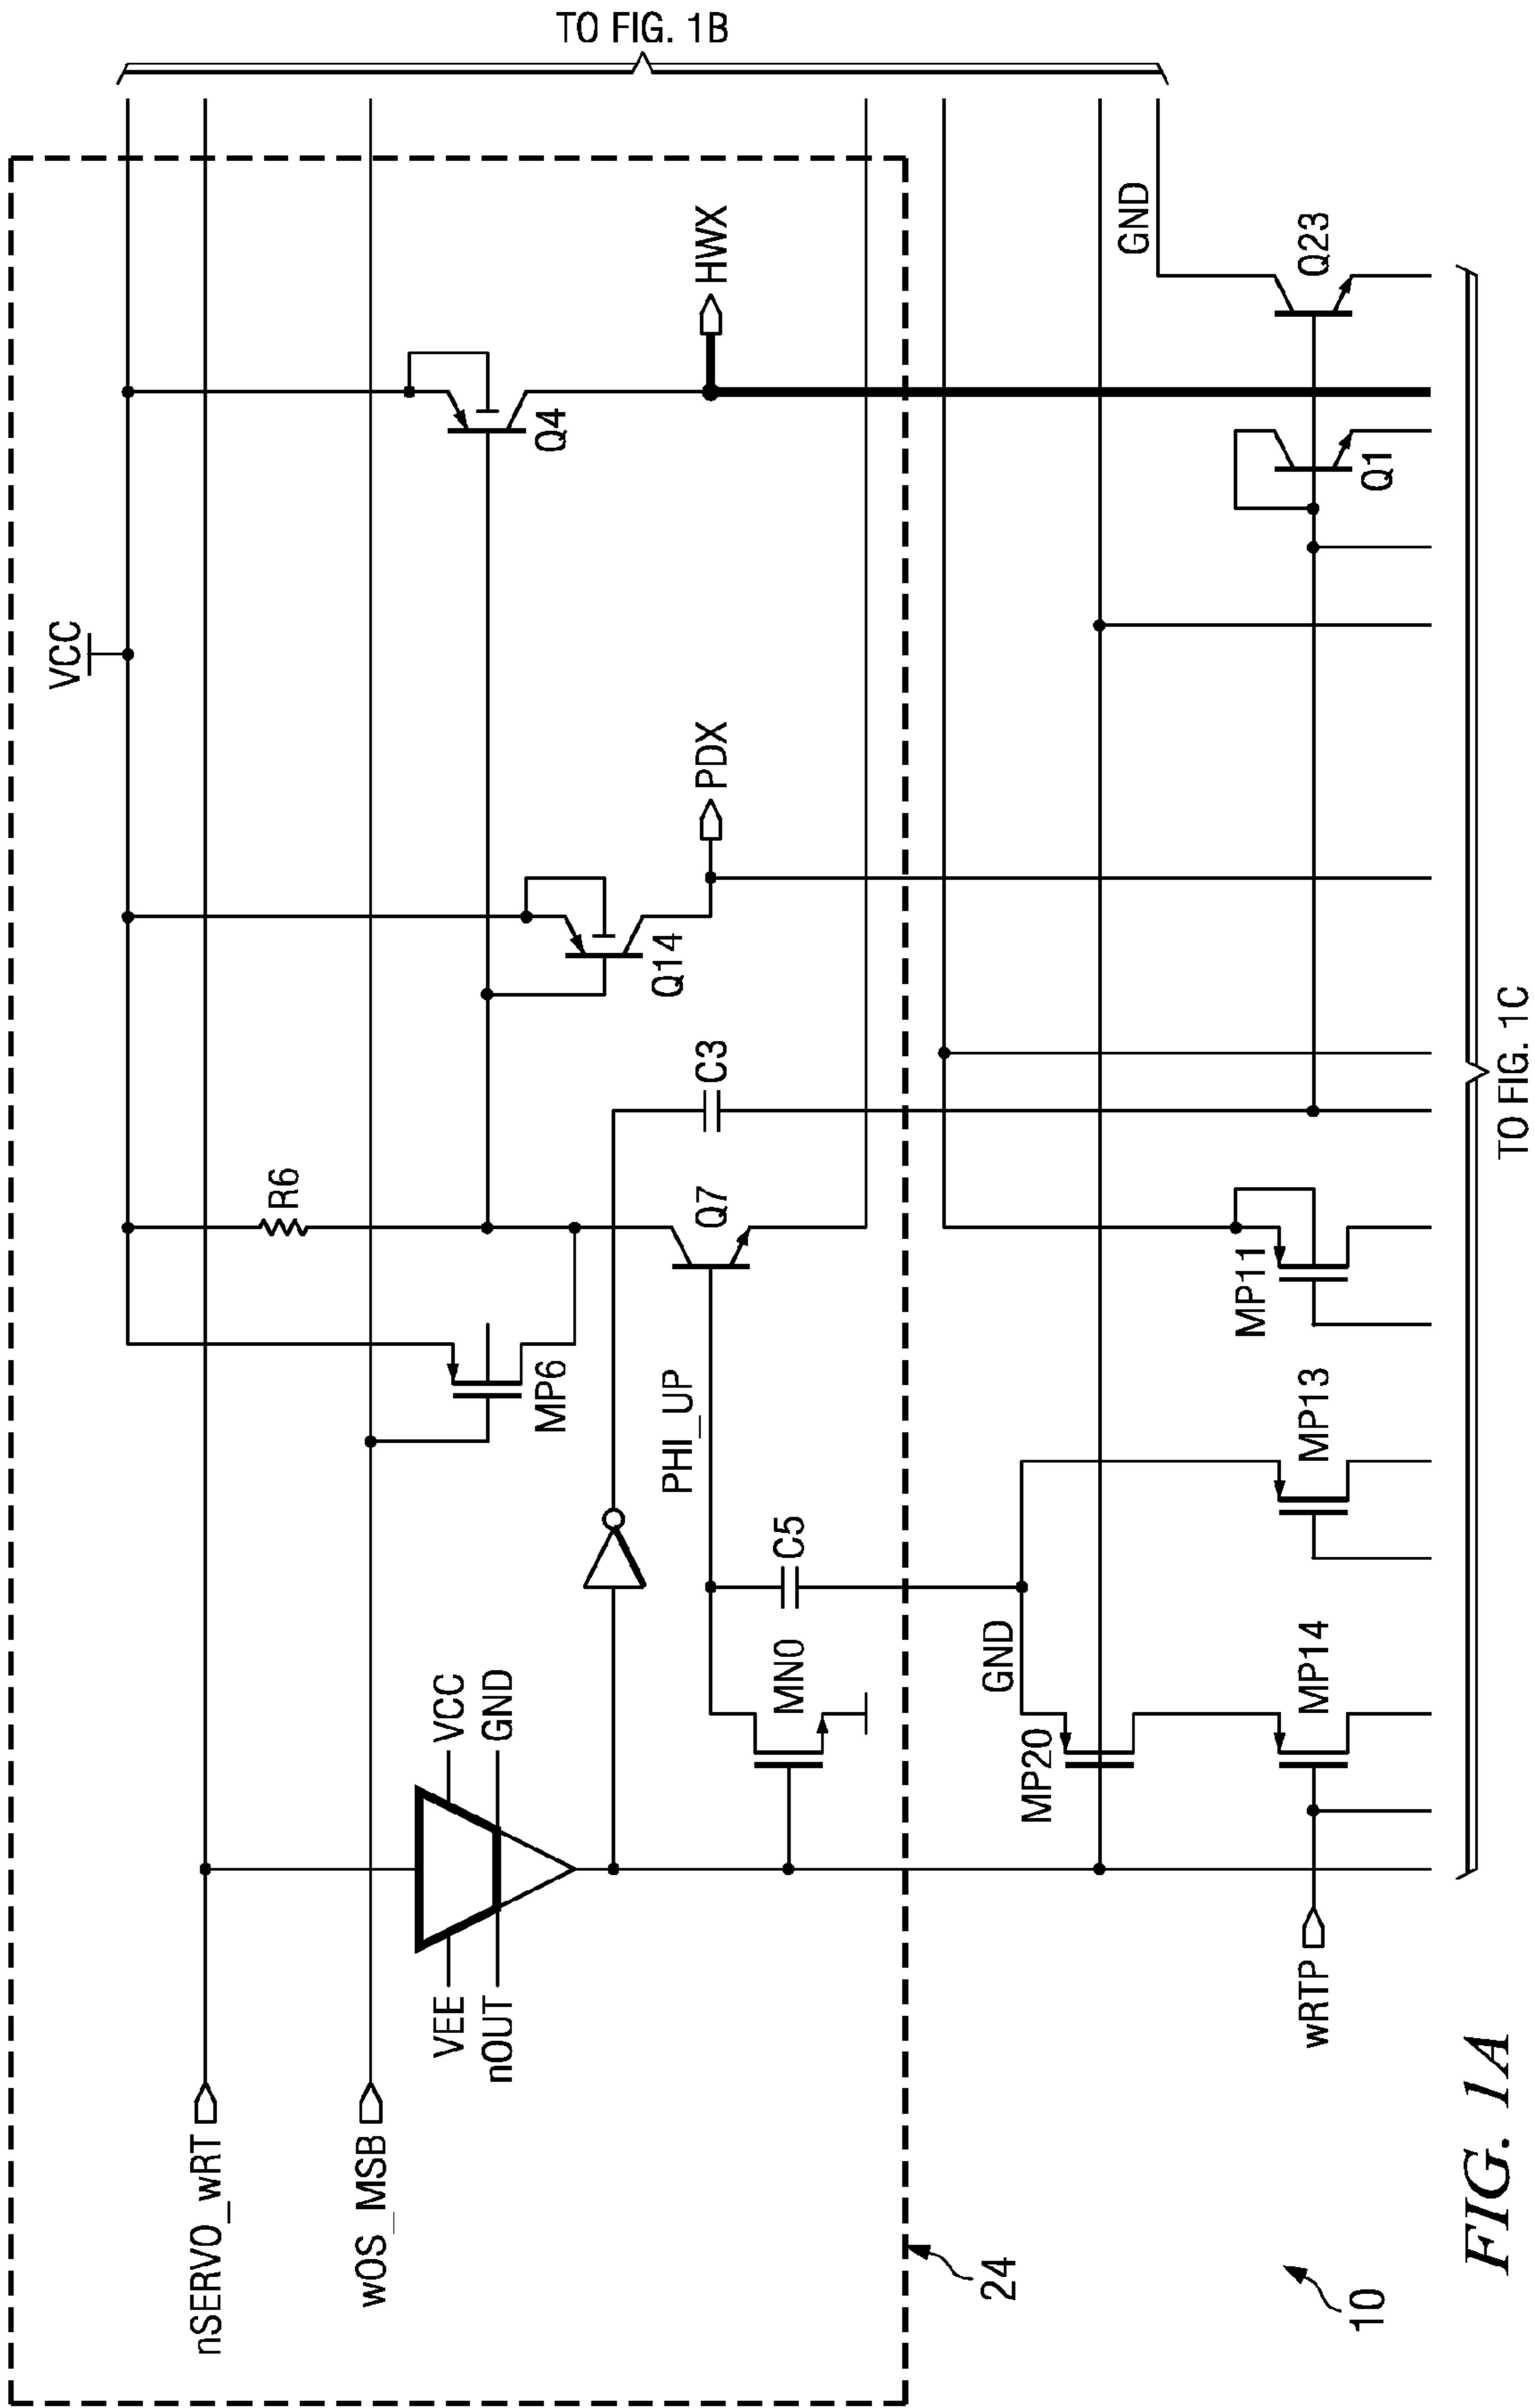 TO FIG. 1B
VCC
nSERVO_wRT
wOS_MSB
VEE
nOUT
VCC
GND
R6
MP6
Q4
Q14
Q7
PHI_UP
C3
C5
MN0
PDX
HWX
GND
24
GND
MP20
MP14
MP13
MP11
Q1
Q23
wRTP
10
TO FIG. 1C
FIG. 1A